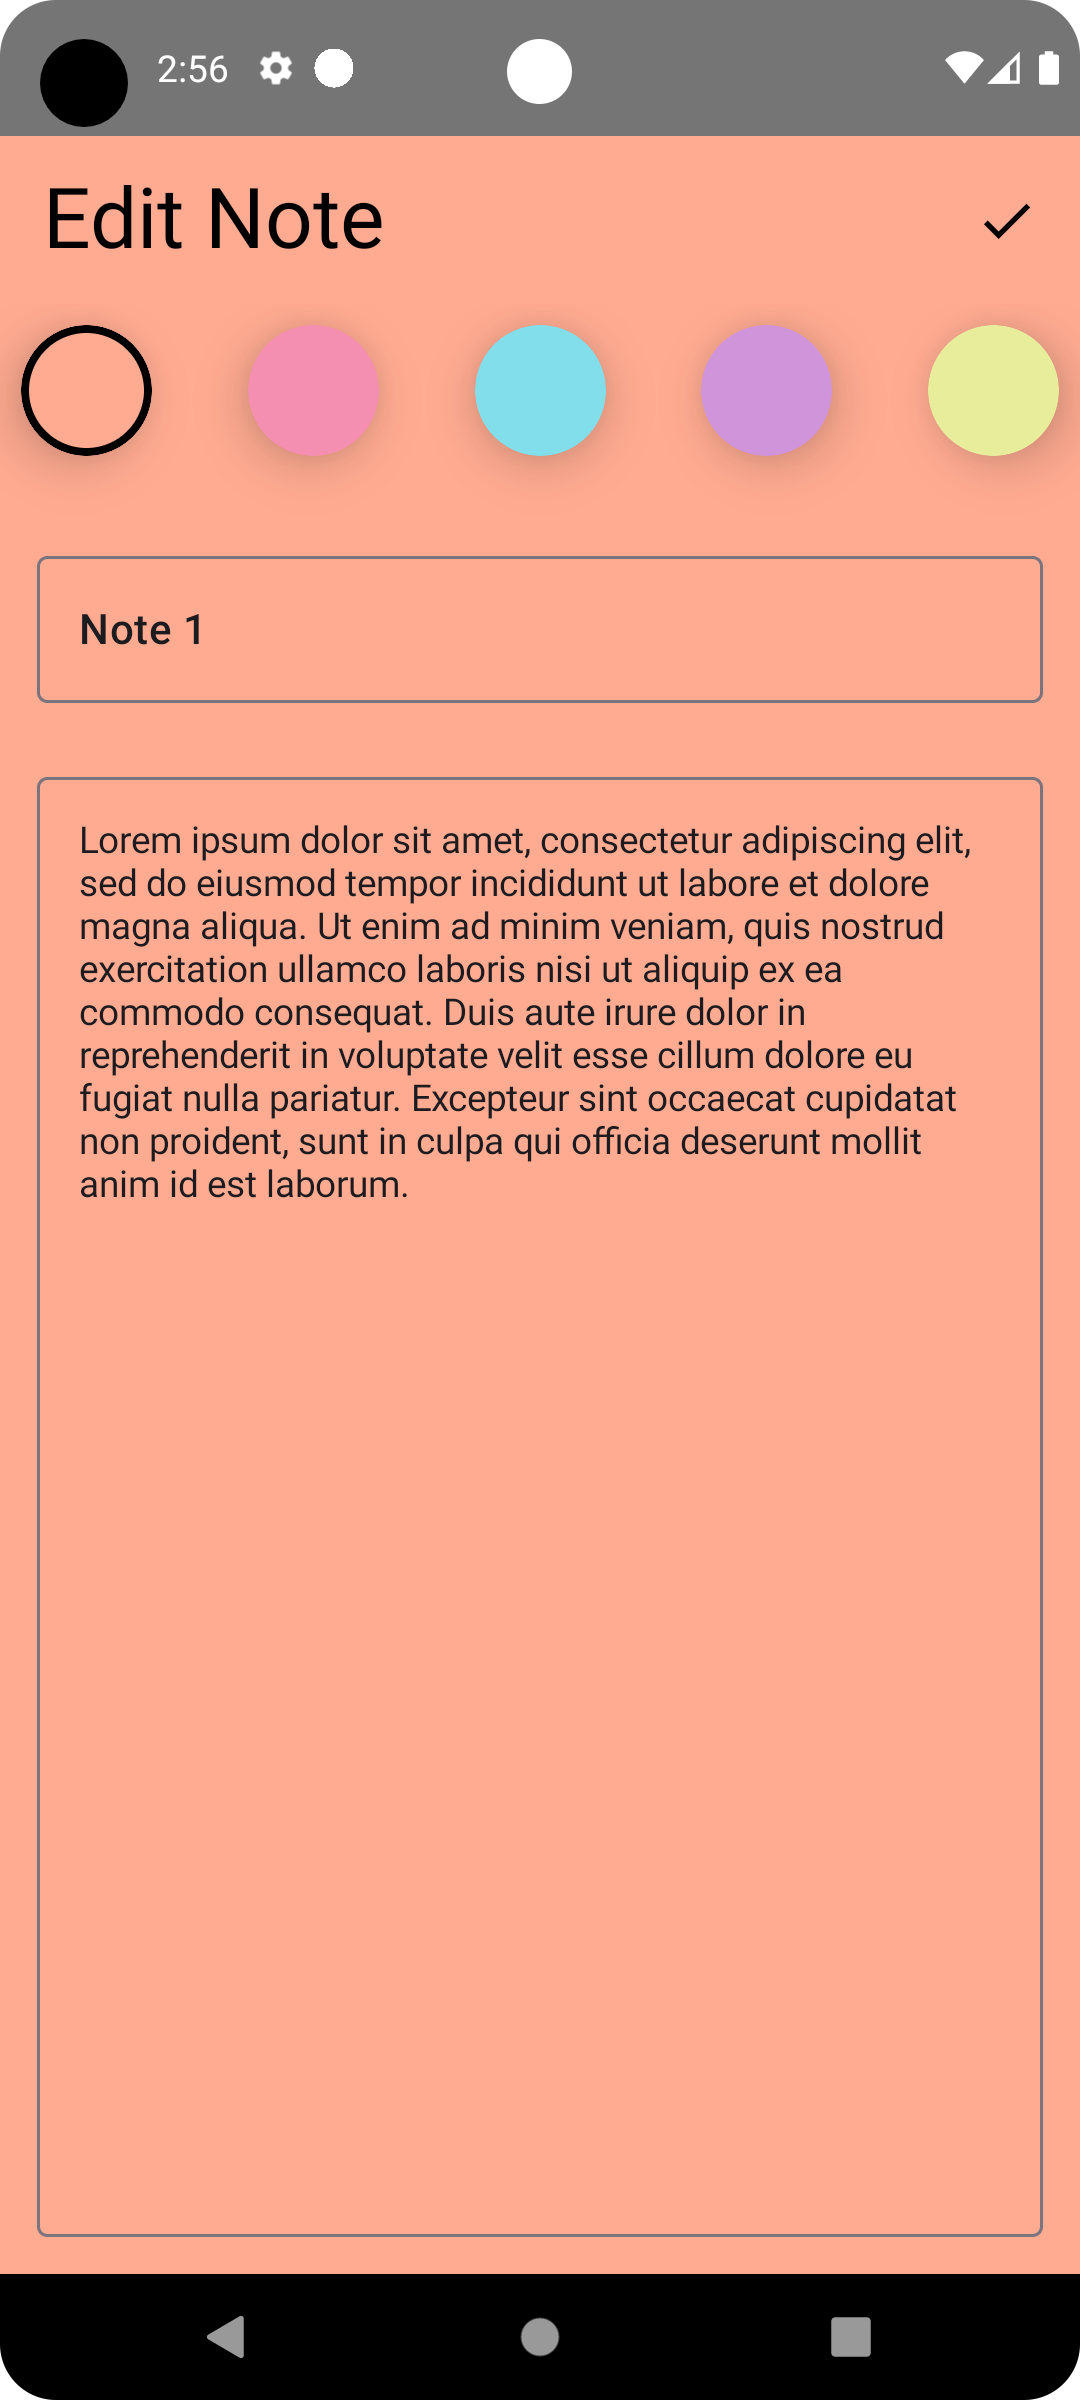 2:56
Edit Note
Note 1
Lorem ipsum dolor sit amet, consectetur adipiscing elit,
sed do eiusmod tempor incididunt ut labore et dolore
magna aliqua. Ut enim ad minim veniam, quis nostrud
exercitation ullamco laboris nisi ut aliquip ex ea
commodo consequat. Duis aute irure dolor in
reprehenderit in voluptate velit esse cillum dolore eu
fugiat nulla pariatur. Excepteur sint occaecat cupidatat
non proident, sunt in culpa qui officia deserunt mollit
anim id est laborum.